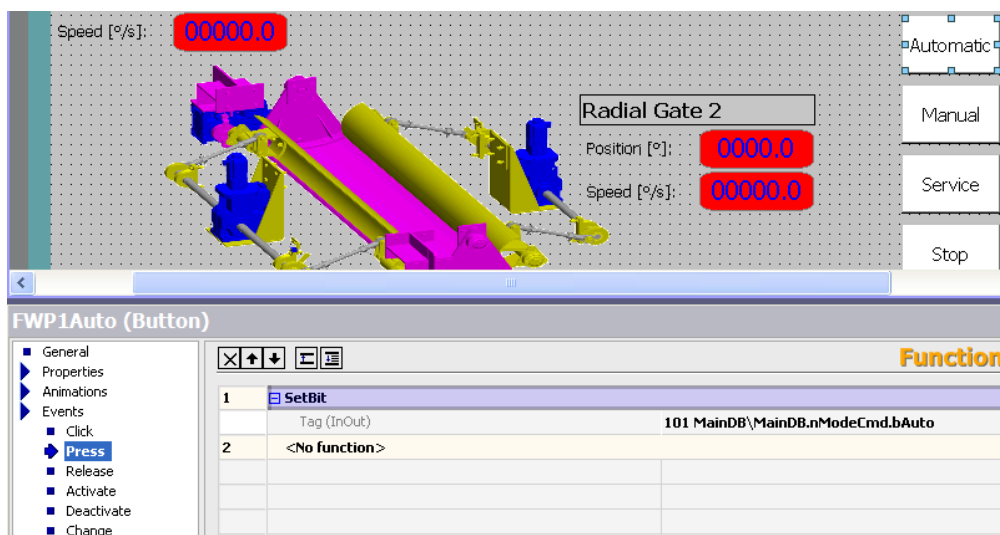 Speed [º/s]: 00000.0
Automatic
Radial Gate 2
Manual
Position [º]: 0000.0
Service
Speed [º/s]: 00000.0
Stop
FWP1Auto (Button)
General
Function
Properties
Animations
1 SetBit
Events
Tag (InOut) 101 MainDB\MainDB.nModeCmd.bAuto
Click
2 <No function>
Press
Release
Activate
Deactivate
Change